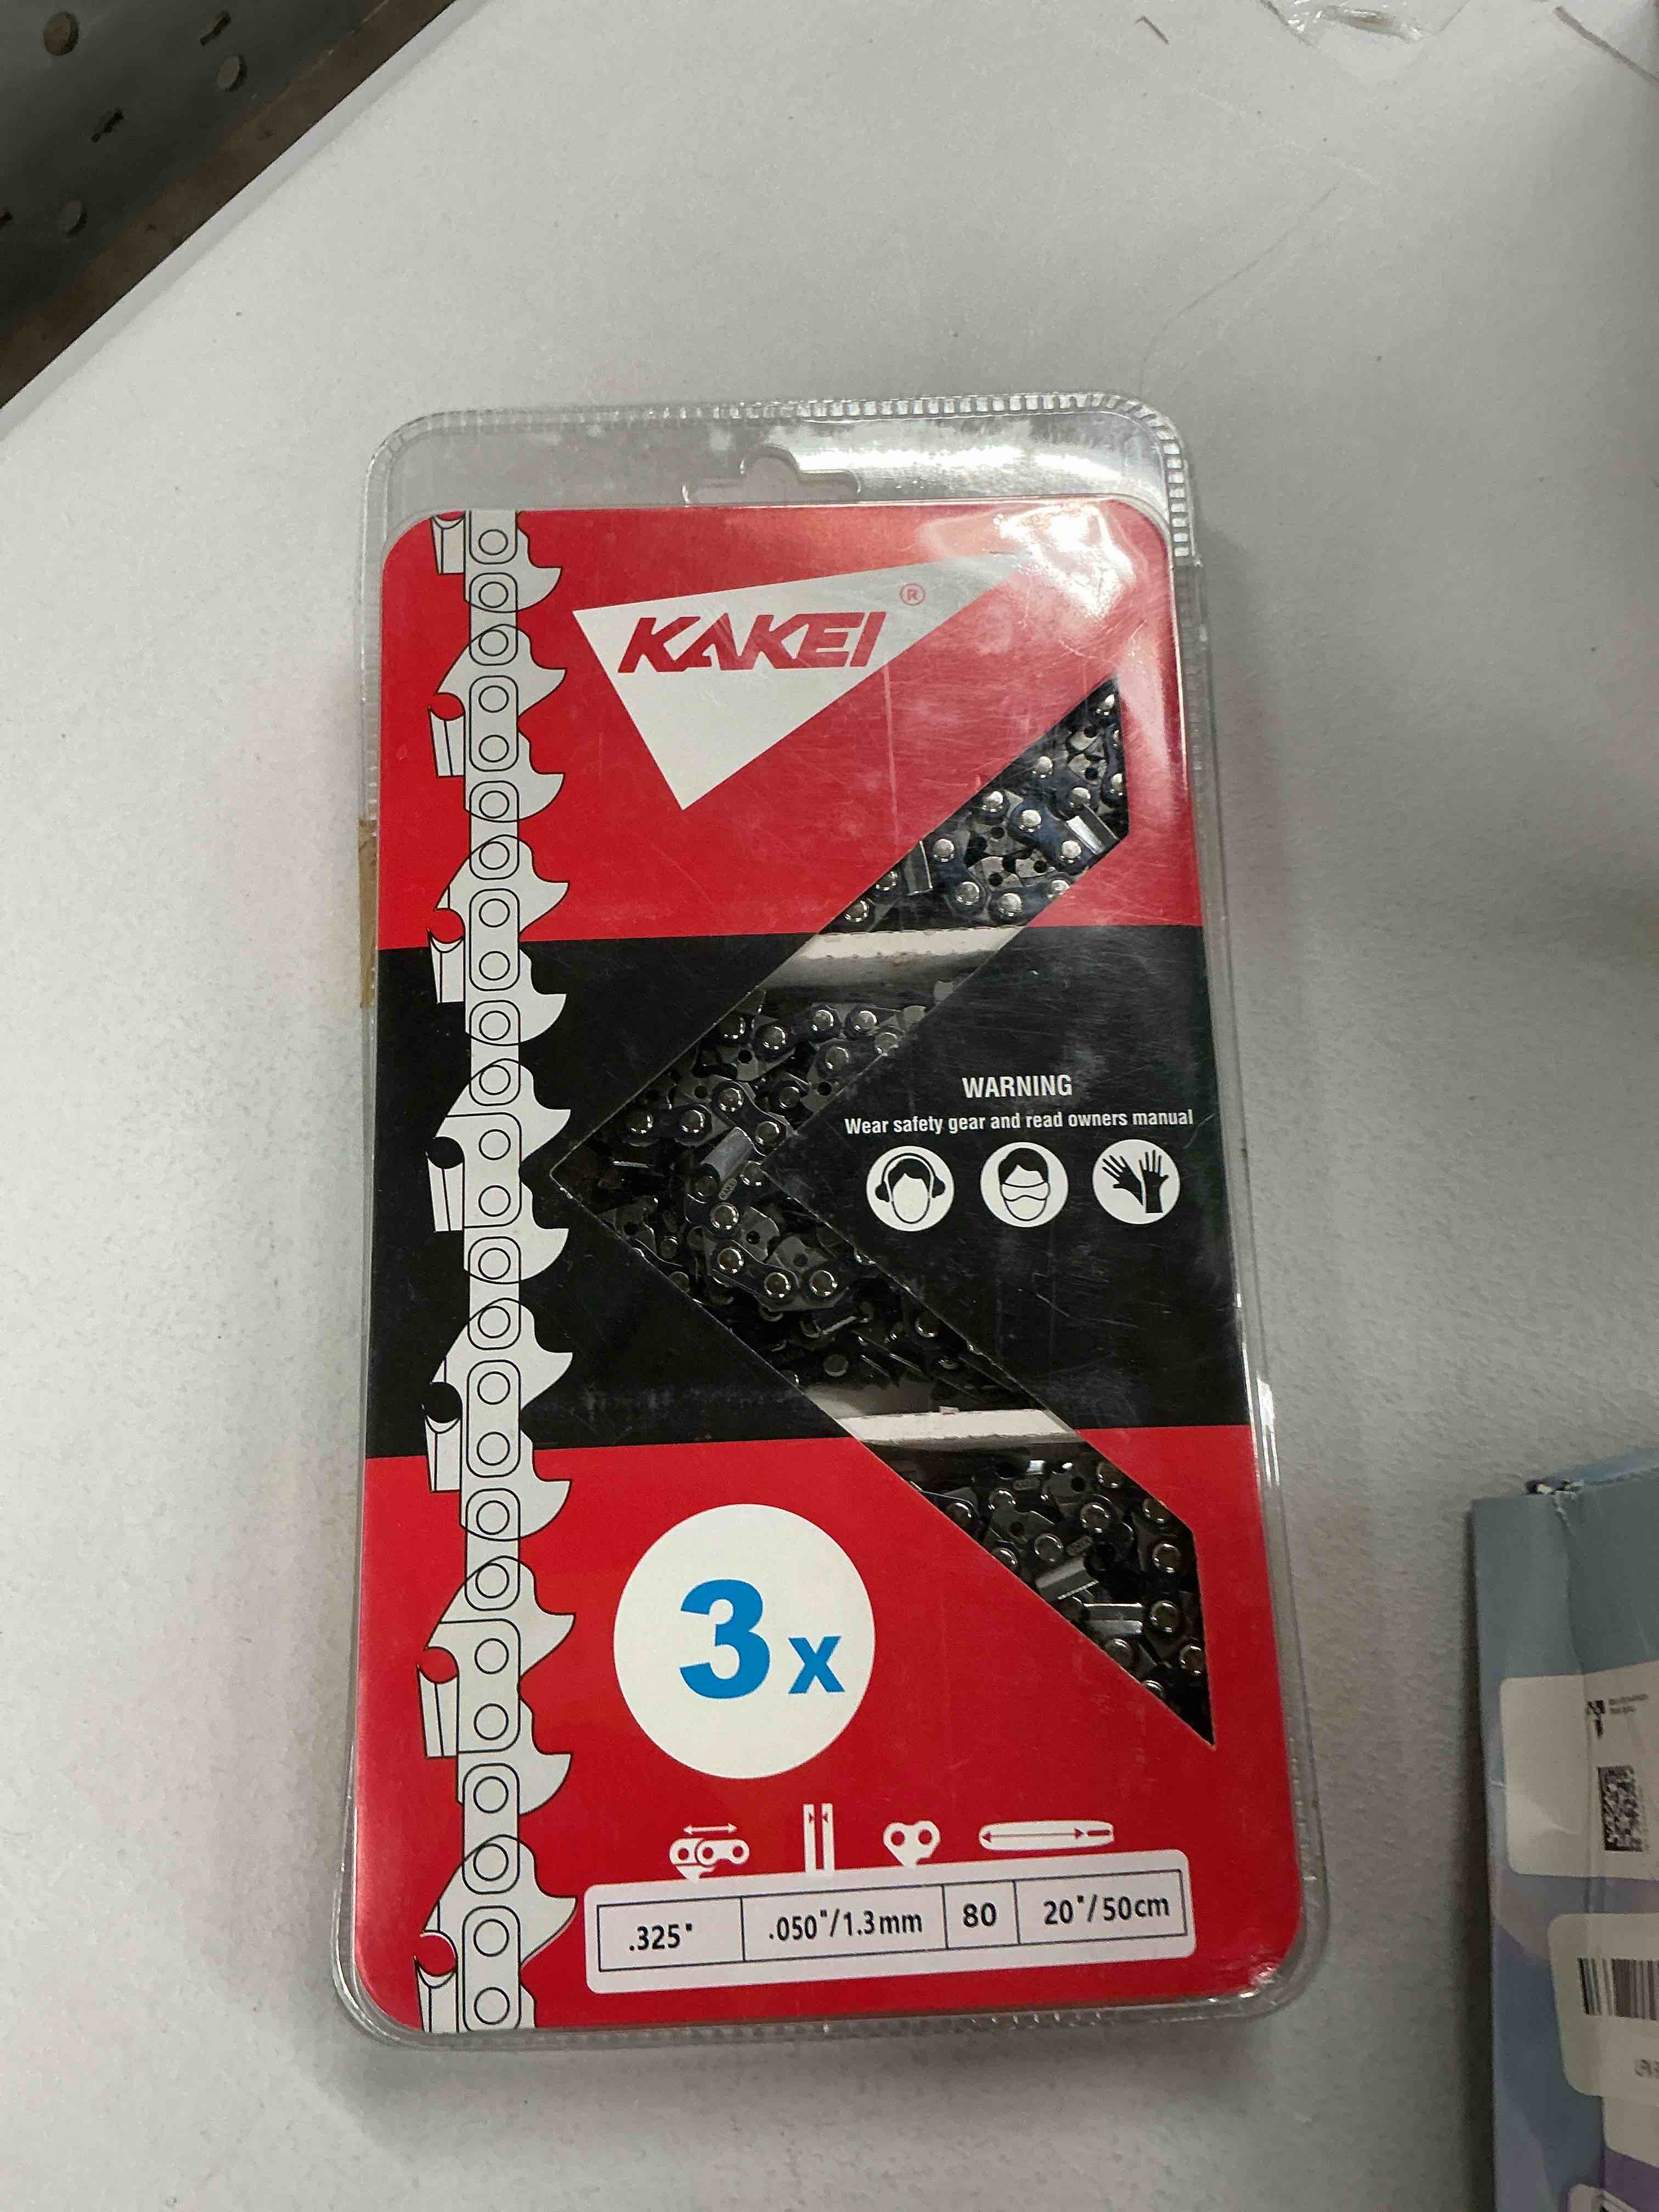 KAKEI®
WARNING
Wear safety gear and read owners manual
3x
.325" .050"/1.3mm 80 20"/50cm